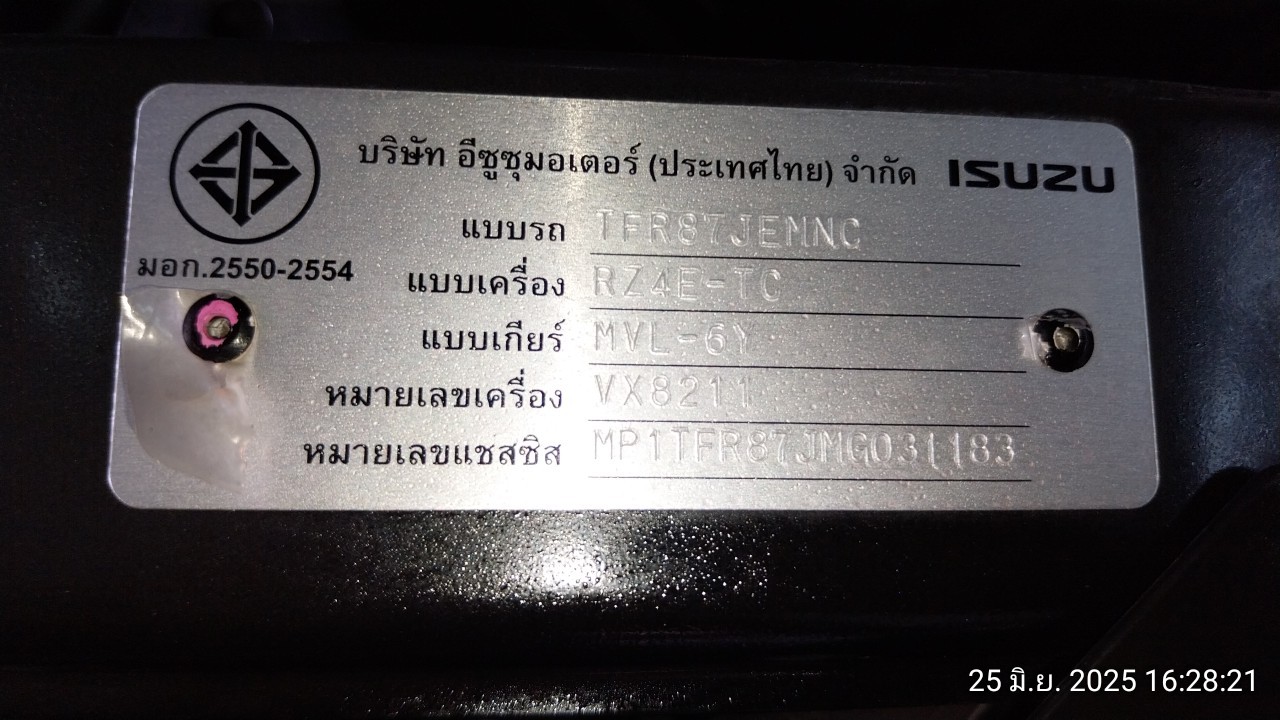 บริษัท อีซูซุมอเตอร์ (ประเทศไทย) จำกัด ISUZU
แบบรถ TFR87JEMNC
มอก.2550-2554
แบบเครื่อง RZ4E-TC
แบบเกียร์ MVL-6Y
หมายเลขเครื่อง VX8211
หมายเลขแชสซิส MP1TFR87JMG031183
25 มิ.ย. 2025 16:28:21